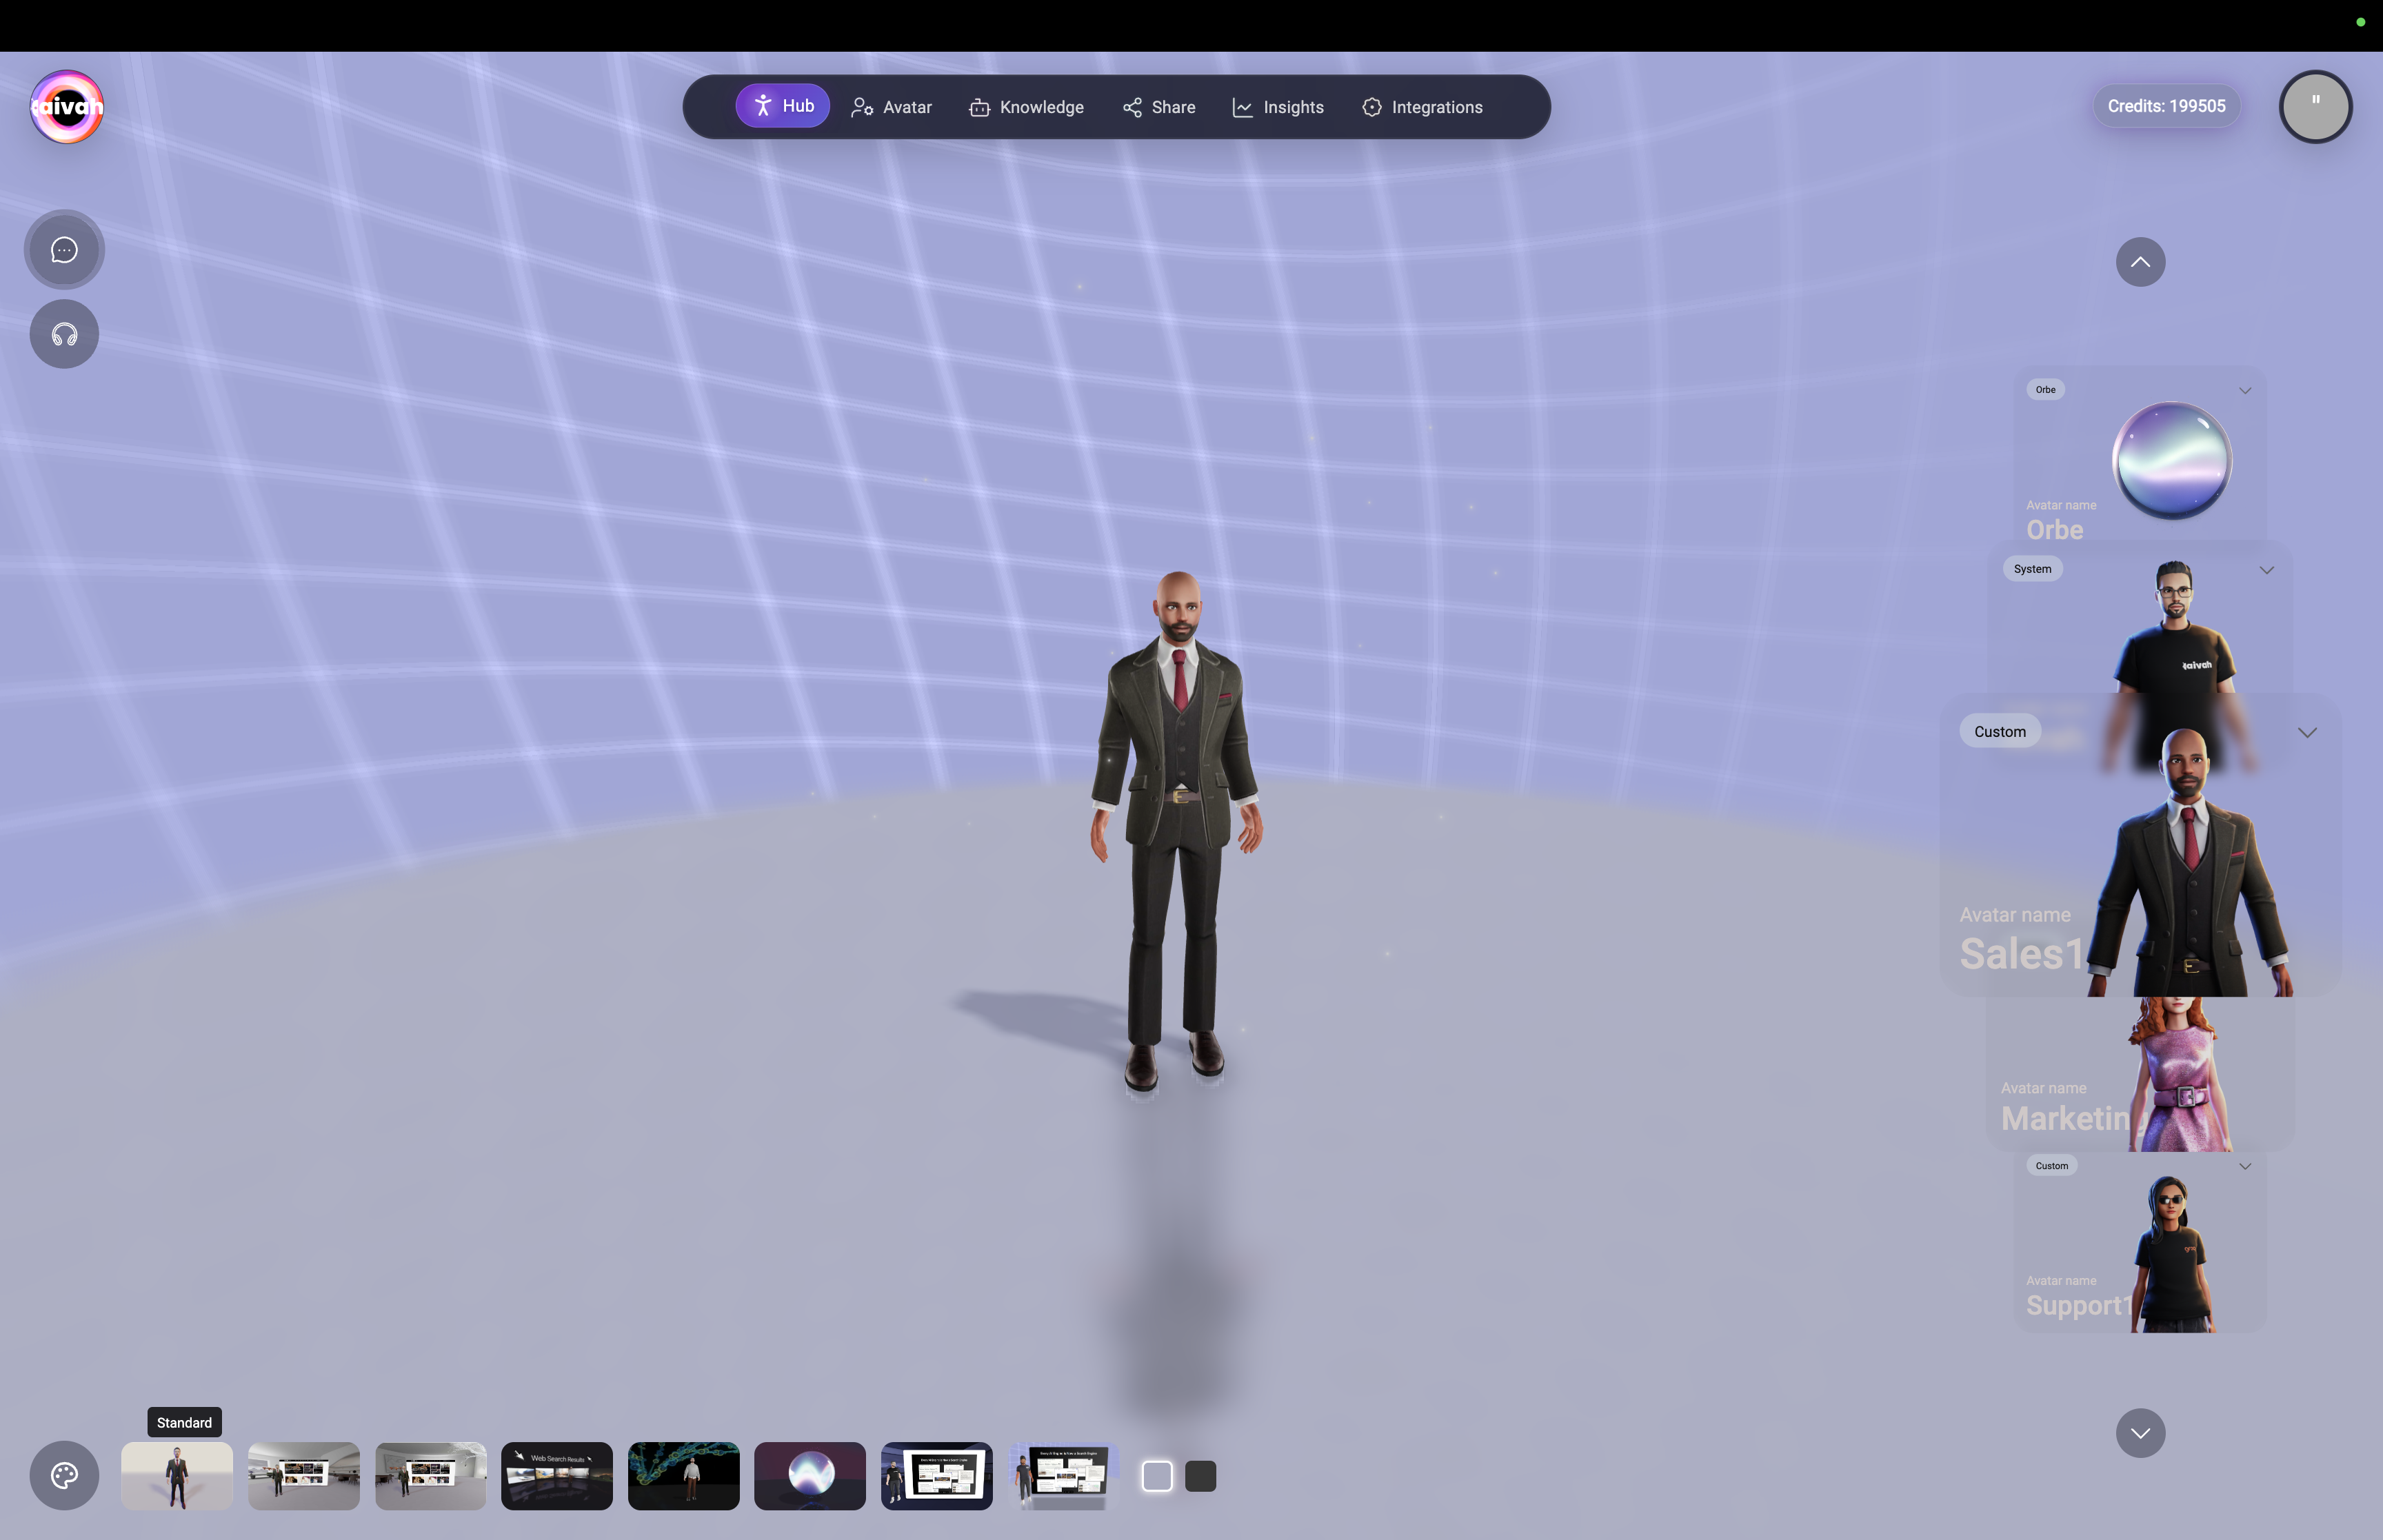 aivah
Hub
Avatar
Knowledge
Share
Insights
Integrations
Credits: 199505
"
Orbe
Avatar name
Orbe
System
aivah
Custom
Avatar name
Sales1
Avatar name
Marketin
Custom
Avatar name
Support1
Standard
Web Search Results